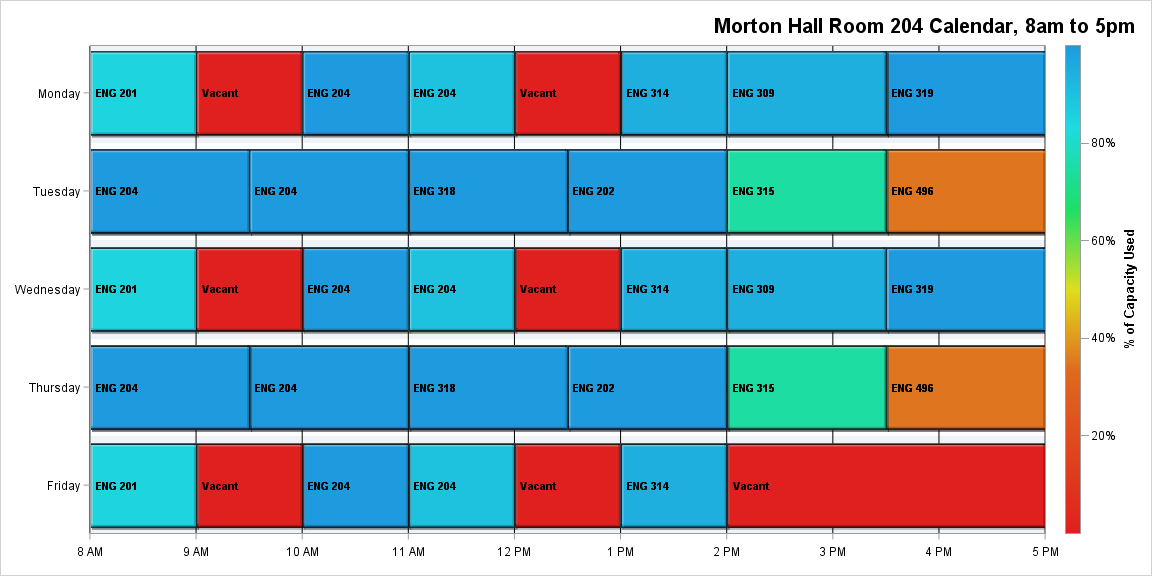 Morton Hall Room 204 Calendar, 8am to 5pm
Monday
ENG 201
Vacant
ENG 204
ENG 204
Vacant
ENG 314
ENG 309
ENG 319
Tuesday
ENG 204
ENG 204
ENG 318
ENG 202
ENG 315
ENG 496
Wednesday
ENG 201
Vacant
ENG 204
ENG 204
Vacant
ENG 314
ENG 309
ENG 319
Thursday
ENG 204
ENG 204
ENG 318
ENG 202
ENG 315
ENG 496
Friday
ENG 201
Vacant
ENG 204
ENG 204
Vacant
ENG 314
Vacant
8 AM
9 AM
10 AM
11 AM
12 PM
1 PM
2 PM
3 PM
4 PM
5 PM
80%
60%
40%
20%
% of Capacity Used